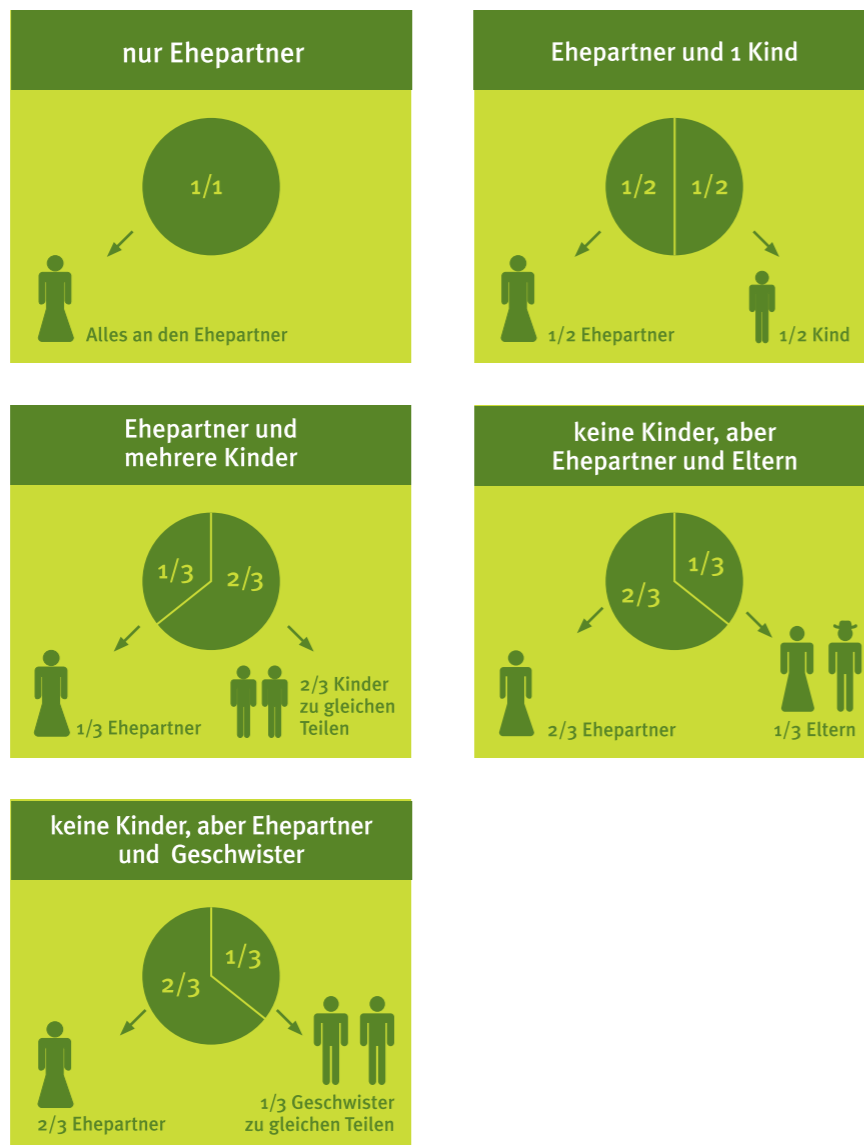 nur Ehepartner
1/1
Alles an den Ehepartner
Ehepartner und 1 Kind
1/2 1/2
1/2 Ehepartner
1/2 Kind
Ehepartner und
mehrere Kinder
1/3 2/3
1/3 Ehepartner
2/3 Kinder
zu gleichen
Teilen
keine Kinder, aber
Ehepartner und Eltern
2/3 1/3
2/3 Ehepartner
1/3 Eltern
keine Kinder, aber Ehepartner
und Geschwister
2/3 1/3
2/3 Ehepartner
1/3 Geschwister
zu gleichen Teilen